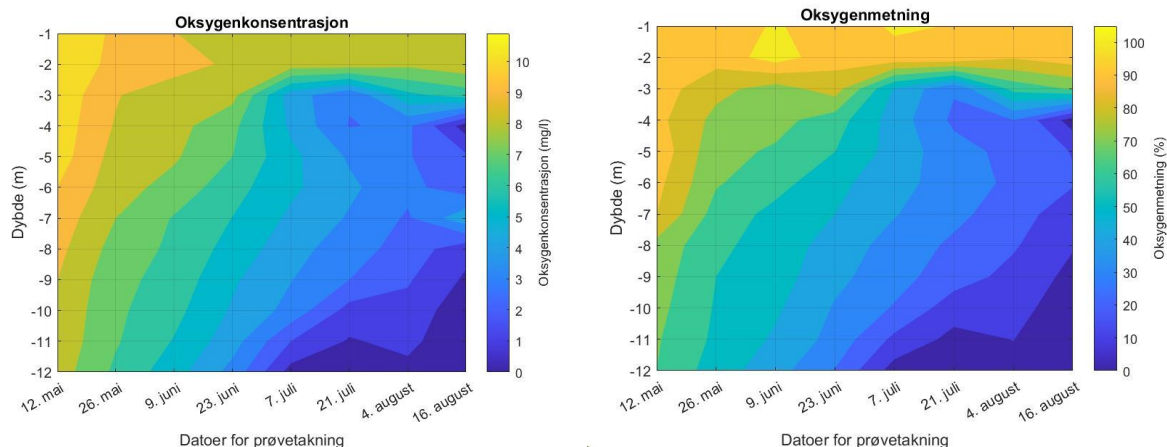 Oksygenkonsentrasjon
-1
-2
-3
-4
-5
-6
-7
-8
-9
-10
-11
-12
Dybde (m)
12. mai
26. mai
9. juni
23. juni
7. juli
21. juli
4. august
16. august
Datoer for prøvetakning
10
9
8
7
6
5
4
3
2
1
0
Oksygenkonsentrasjon (mg/l)
Oksygenmetning
-1
-2
-3
-4
-5
-6
-7
-8
-9
-10
-11
-12
Dybde (m)
12. mai
26. mai
9. juni
23. juni
7. juli
21. juli
4. august
16. august
Datoer for prøvetakning
100
90
80
70
60
50
40
30
20
10
0
Oksygenmetning (%)